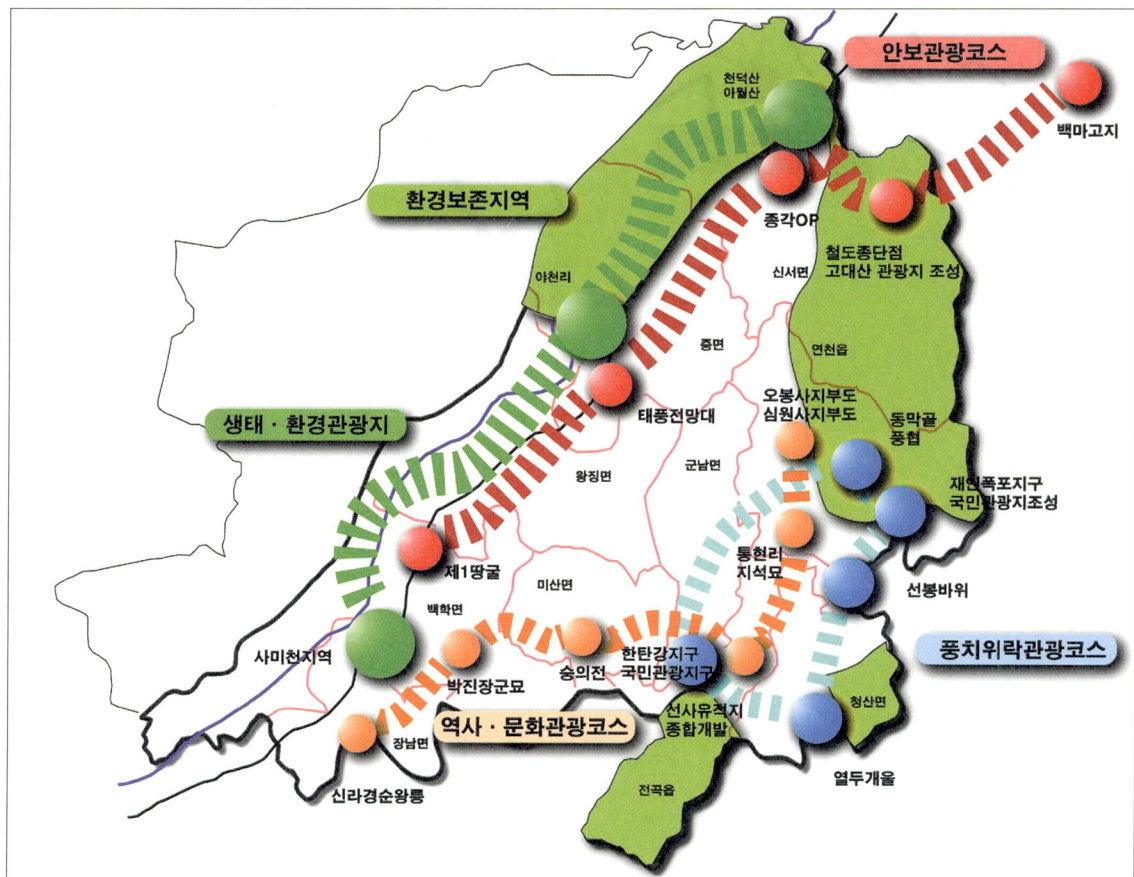 안보관광코스
천덕산
야월산
백마고지
환경보존지역
종각OP
철도종단점
고대산 관광지 조성
신서면
야천리
중면
연천읍
생태 · 환경관광지
태풍전망대
오봉사지부도
심원사지부도
동막골
풍혈
왕징면
군남면
재인폭포지구
국민관광지조성
제1땅굴
통현리
지석묘
선봉바위
백학면
미산면
사미천지역
박진장군묘
숭의전
한탄강지구
국민관광지구
풍치위락관광코스
역사 · 문화관광코스
선사유적지
종합개발
청산면
장남면
신라경순왕릉
전곡읍
열두개울